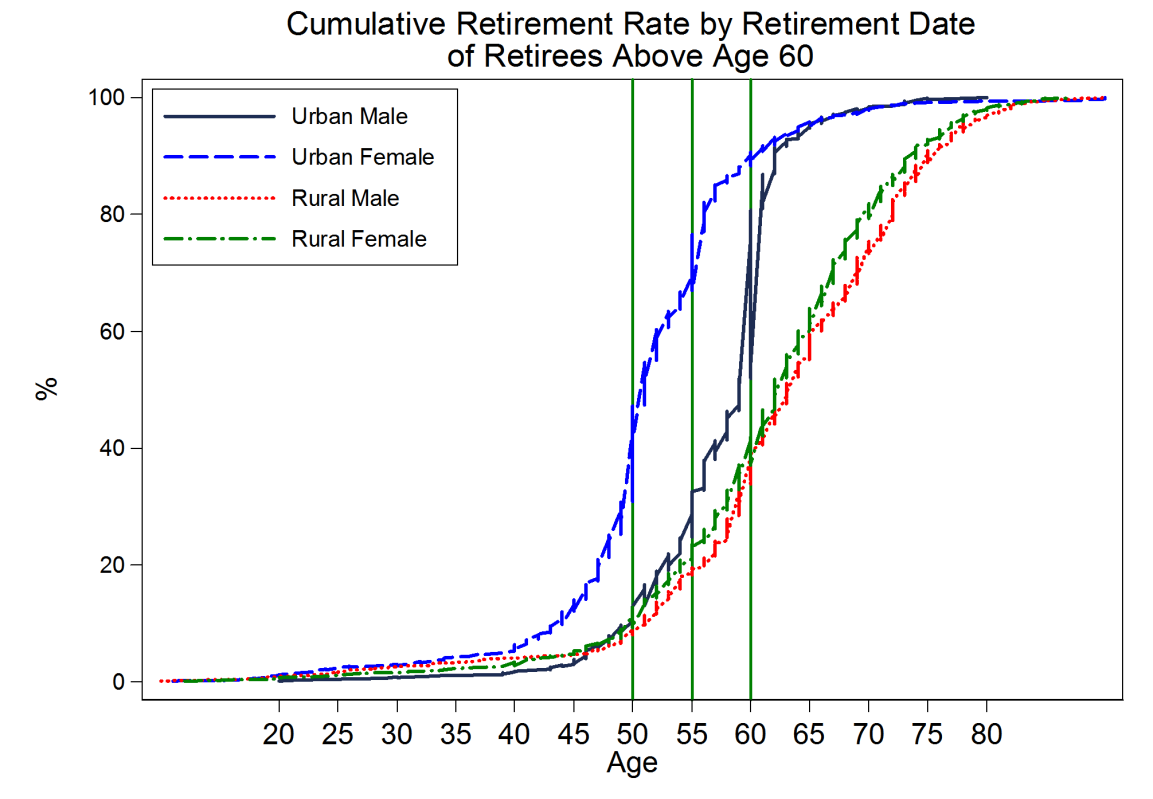 Cumulative Retirement Rate by Retirement Date
of Retirees Above Age 60
Urban Male
Urban Female
Rural Male
Rural Female
100
80
60
40
20
0
%
20 25 30 35 40 45 50 55 60 65 70 75 80
Age